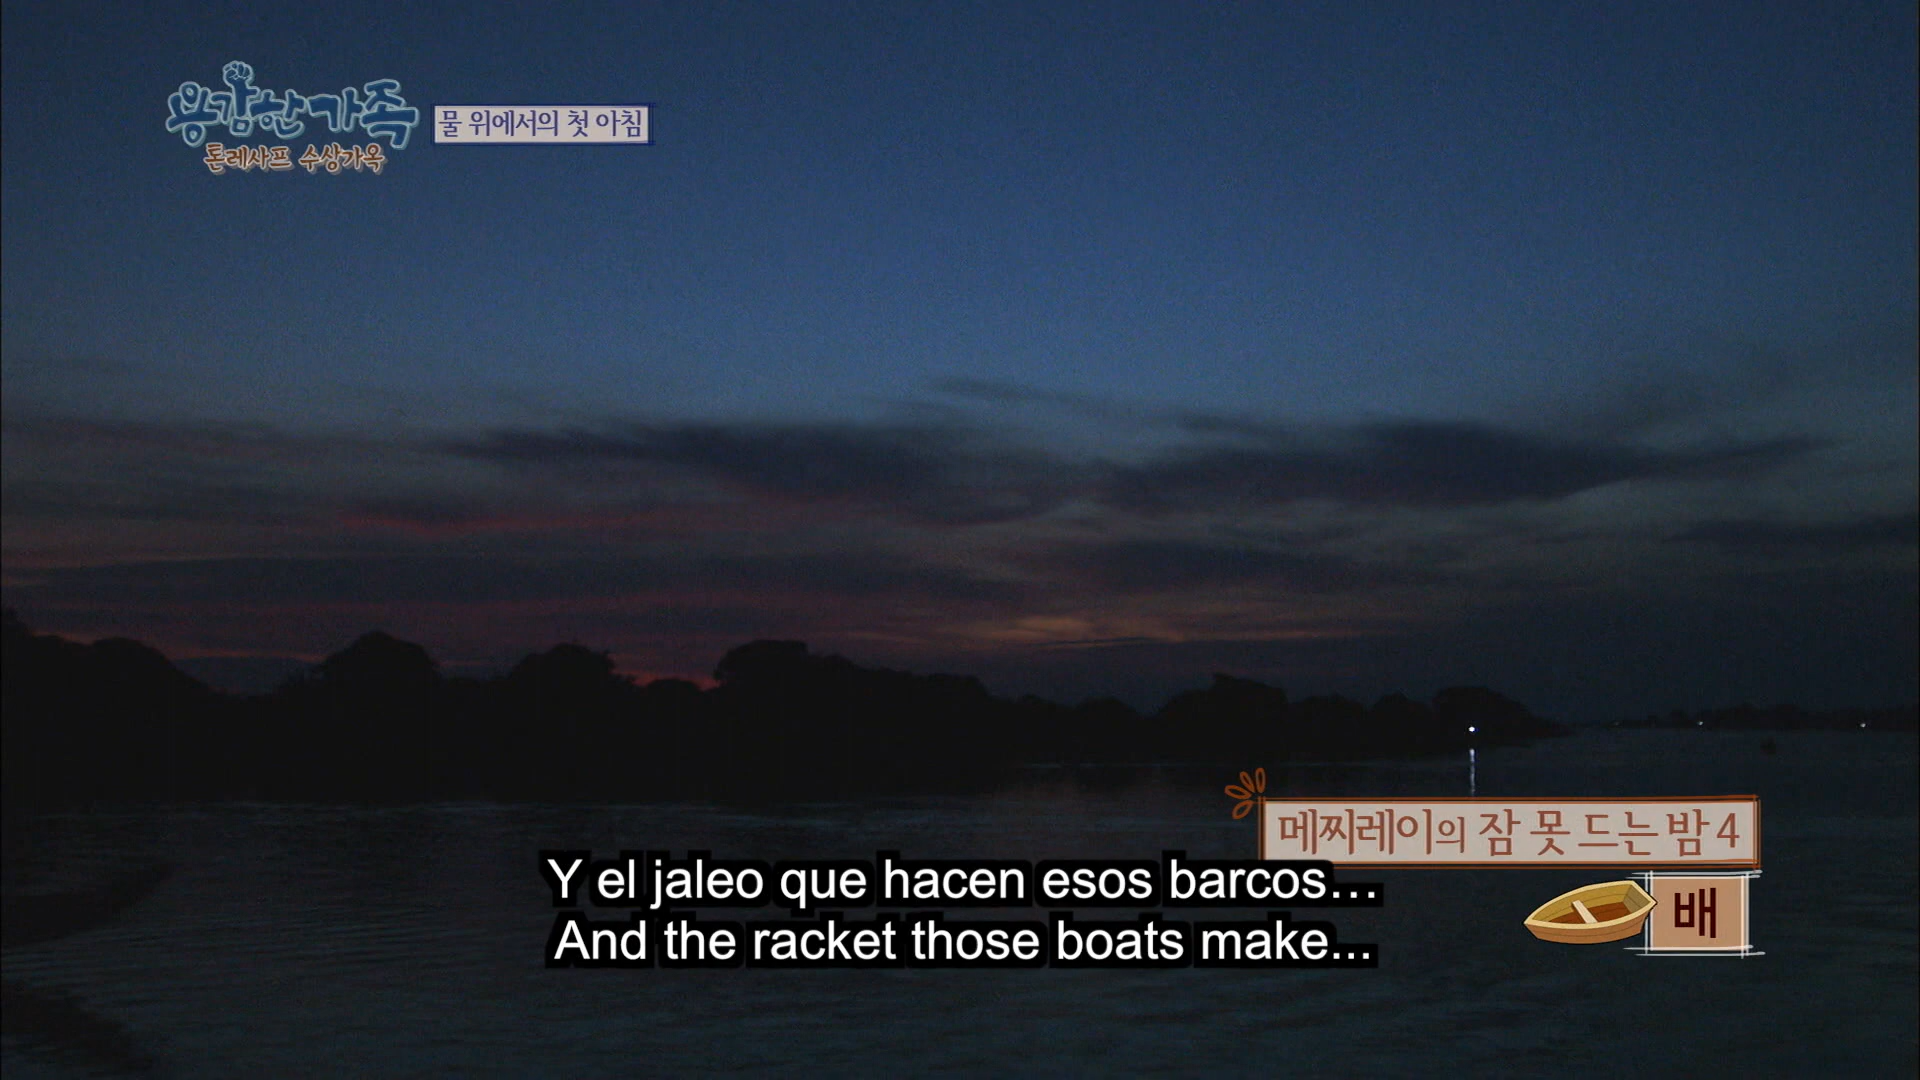 용감한가족
톤레사프 수상가옥
물 위에서의 첫 아침
메찌레이의 잠 못 드는 밤 4
배
Y el jaleo que hacen esos barcos...
And the racket those boats make...